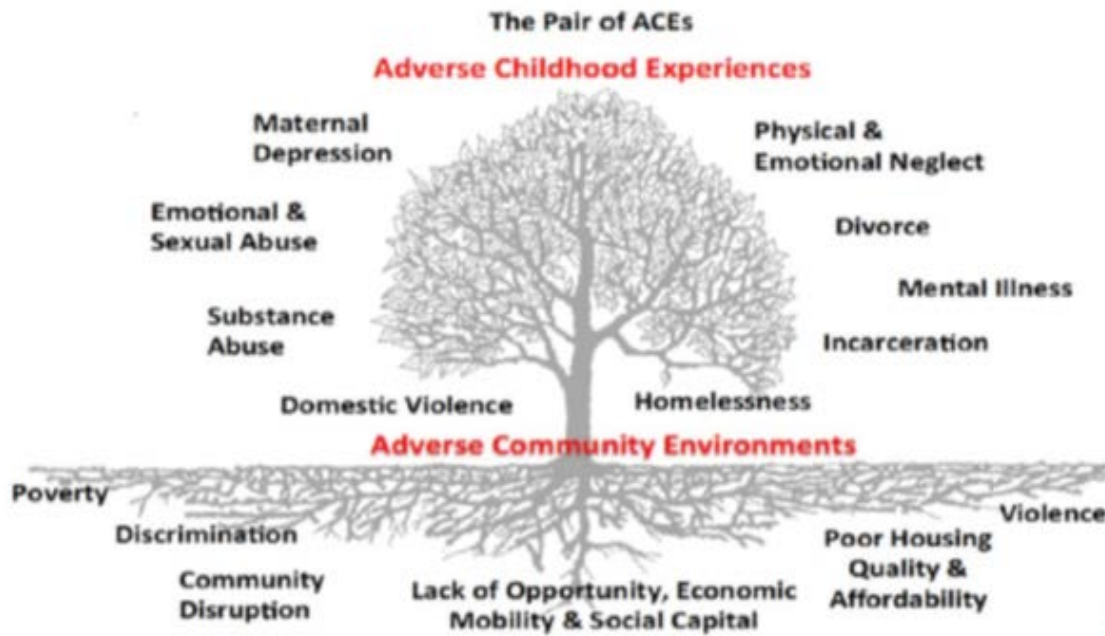 The Pair of ACEs
Adverse Childhood Experiences
Maternal
Depression
Physical &
Emotional Neglect
Emotional &
Sexual Abuse
Divorce
Mental Illness
Substance
Abuse
Incarceration
Domestic Violence
Homelessness
Adverse Community Environments
Poverty
Violence
Discrimination
Poor Housing
Quality &
Affordability
Community
Disruption
Lack of Opportunity, Economic
Mobility & Social Capital